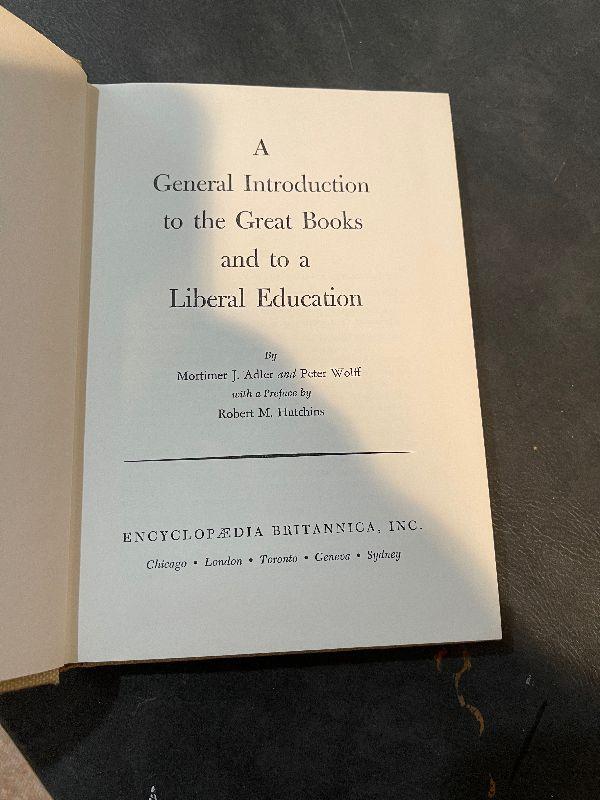 A
General Introduction
to the Great Books
and to a
Liberal Education
By
Mortimer J. Adler and Peter Wolff
with a Preface by
Robert M. Hutchins
ENCYCLOPÆDIA BRITANNICA, INC.
Chicago • London • Toronto • Geneva • Sydney